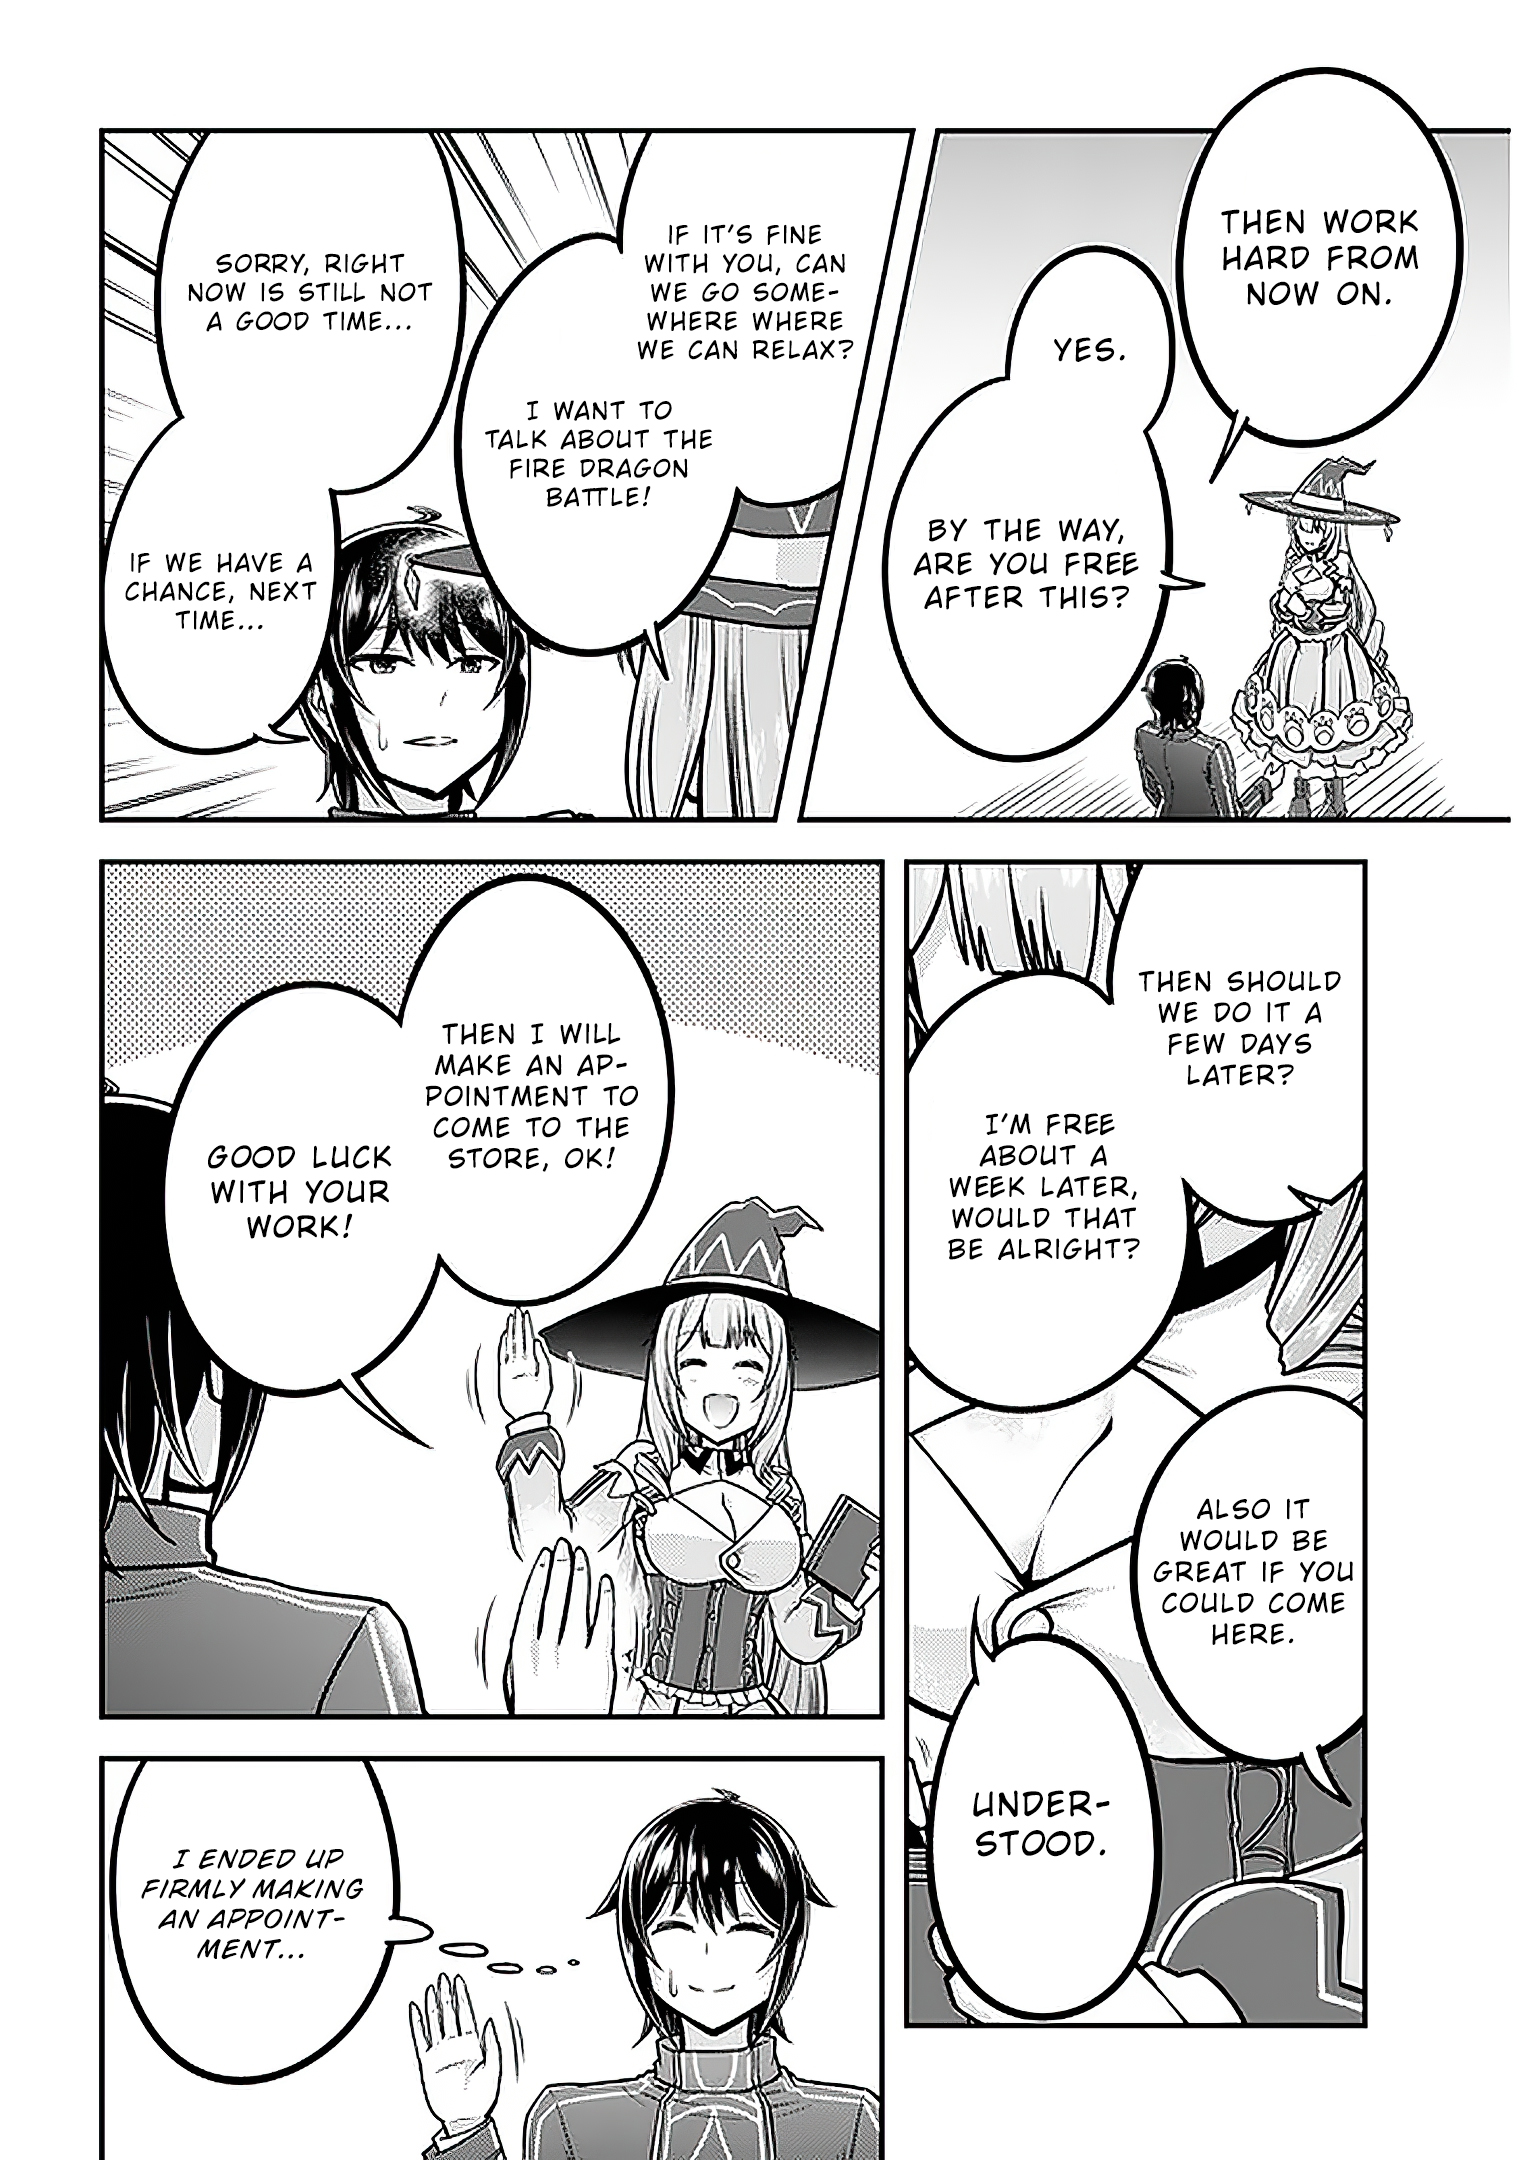 THEN WORK
HARD FROM
NOW ON.
YES.
BY THE WAY,
ARE YOU FREE
AFTER THIS?
IF IT'S FINE
WITH YOU, CAN
WE GO SOME-
WHERE WHERE
WE CAN RELAX?
I WANT TO
TALK ABOUT THE
FIRE DRAGON
BATTLE!
SORRY, RIGHT
NOW IS STILL NOT
A GOOD TIME...
IF WE HAVE A
CHANCE, NEXT
TIME...
THEN SHOULD
WE DO IT A
FEW DAYS
LATER?
I'M FREE
ABOUT A
WEEK LATER,
WOULD THAT
BE ALRIGHT?
ALSO IT
WOULD BE
GREAT IF YOU
COULD COME
HERE.
UNDER-
STOOD.
THEN I WILL
MAKE AN AP-
POINTMENT TO
COME TO THE
STORE, OK!
GOOD LUCK
WITH YOUR
WORK!
I ENDED UP
FIRMLY MAKING
AN APPOINT-
MENT...